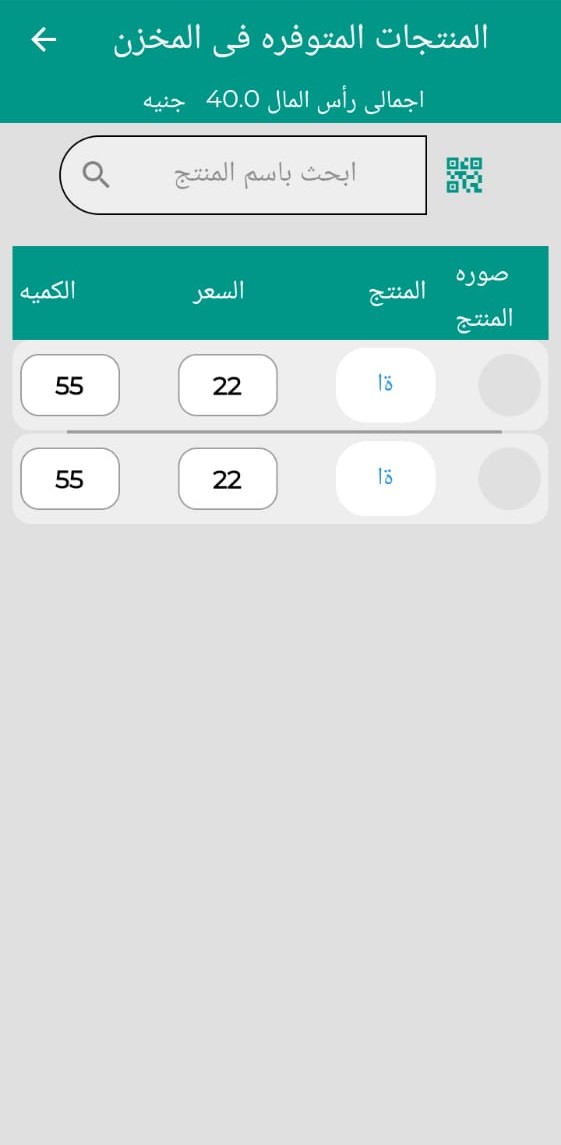 المنتجات المتوفره فى المخزن
اجمالى رأس المال 40.0 جنيه
ابحث باسم المنتج
صوره المنتج
المنتج
السعر
الكميه
ةا
22
55
ةا
22
55